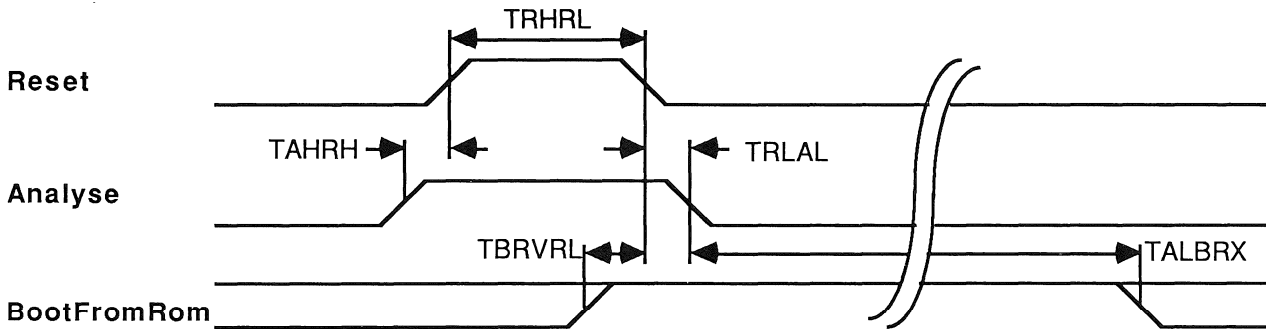 TRHRL
Reset
TAHRH
TRLAL
Analyse
TBRVRL
TALBRX
BootFromRom